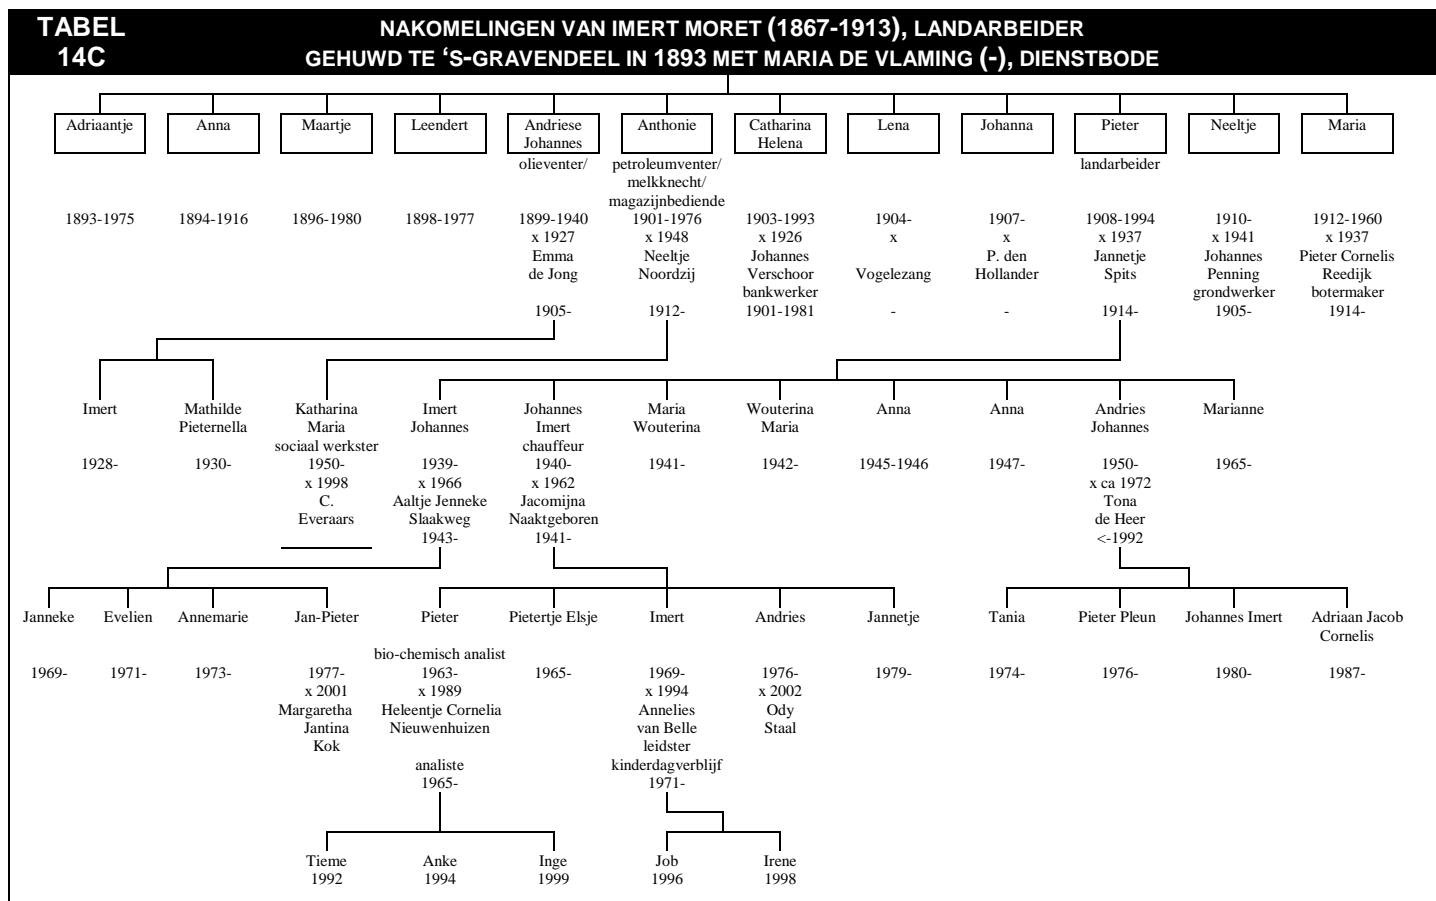 TABEL 14C
NAKOMELINGEN VAN IMERT MORET (1867-1913), LANDARBEIDER
GEHUWD TE ‘S-GRAVENDEEL IN 1893 MET MARIA DE VLAMING (-), DIENSTBODE
Adriaantje
1893-1975
Anna
1894-1916
Maartje
1896-1980
Leendert
1898-1977
Andriese
Johannes
olieventer/
1899-1940
x 1927
Emma
de Jong
1905-
Anthonie
petroleumventer/
melkknecht/
magazijnbediende
1901-1976
x 1948
Neeltje
Noordzij
1912-
Catharina
Helena
1903-1993
x 1926
Johannes
Verschoor
bankwerker
1901-1981
Lena
1904-
x
Vogelezang
-
Johanna
1907-
x
P. den
Hollander
-
Pieter
landarbeider
1908-1994
x 1937
Jannetje
Spits
1914-
Neeltje
1910-
x 1941
Johannes
Penning
grondwerker
1905-
Maria
1912-1960
x 1937
Pieter Cornelis
Reedijk
botermaker
1914-
Imert
1928-
Mathilde
Pieternella
1930-
Katharina
Maria
sociaal werkster
1950-
x 1998
C.
Everaars
Imert
Johannes
1939-
x 1966
Aaltje Jenneke
Slaakweg
1943-
Johannes
Imert
chauffeur
1940-
x 1962
Jacomijna
Naaktgeboren
1941-
Maria
Wouterina
1941-
Wouterina
Maria
1942-
Anna
1945-1946
Anna
1947-
Andries
Johannes
1950-
x ca 1972
Tona
de Heer
<-1992
Marianne
1965-
Janneke
1969-
Evelien
1971-
Annemarie
1973-
Jan-Pieter
1977-
x 2001
Margaretha
Jantina
Kok
Pieter
bio-chemisch analist
1963-
x 1989
Heleentje Cornelia
Nieuwenhuizen
analiste
1965-
Pietertje Elsje
1965-
Imert
1969-
x 1994
Annelies
van Belle
leidster
kinderdagverblijf
1971-
Andries
1976-
x 2002
Ody
Staal
Jannetje
1979-
Tania
1974-
Pieter Pleun
1976-
Johannes Imert
1980-
Adriaan Jacob
Cornelis
1987-
Tieme
1992
Anke
1994
Inge
1999
Job
1996
Irene
1998